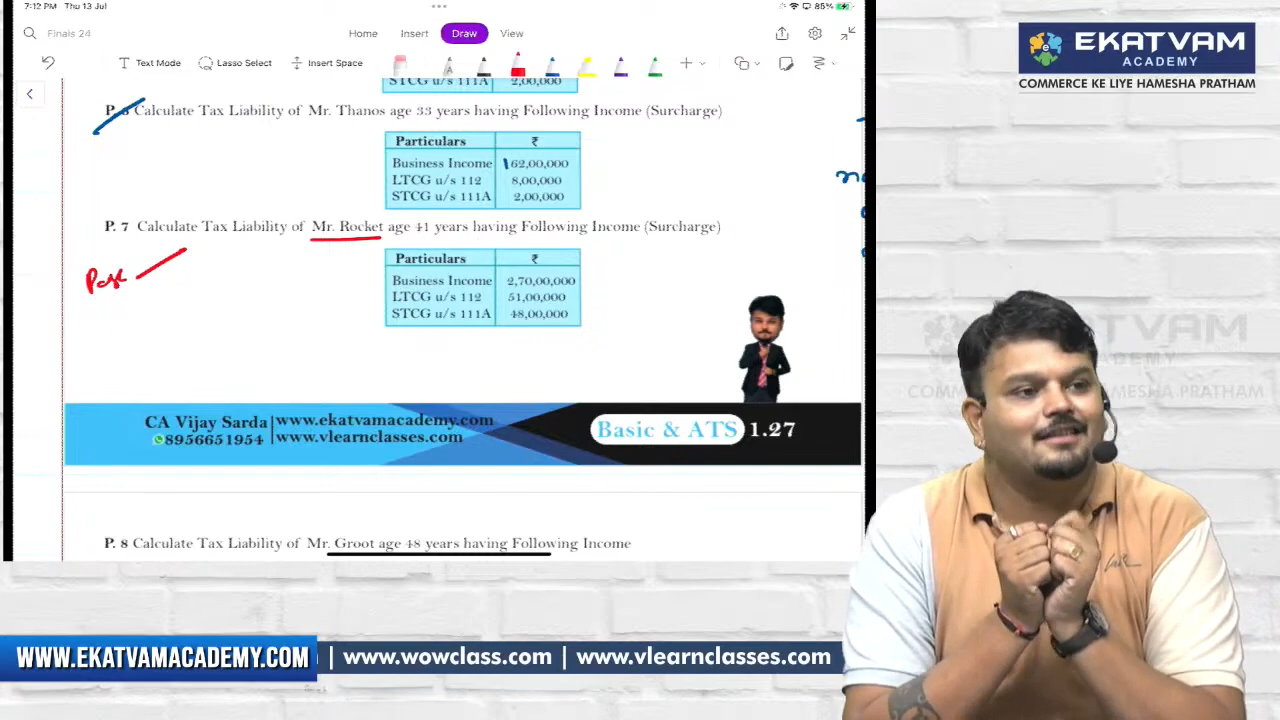 7:12 PM Thu 13 Jul
85%
Finals 24
Home Insert Draw View
Text Mode Lasso Select Insert Space
STCG u/s 111A 2,00,000
Calculate Tax Liability of Mr. Thanos age 33 years having Following Income (Surcharge)
Particulars ₹
Business Income 162,00,000
LTCG u/s 112 8,00,000
STCG u/s 111A 2,00,000
P. 7 Calculate Tax Liability of Mr. Rocket age 41 years having Following Income (Surcharge)
Particulars ₹
Business Income 2,70,00,000
LTCG u/s 112 51,00,000
STCG u/s 111A 48,00,000
CA Vijay Sarda | www.ekatvamacademy.com
8956651954 | www.vlearnclasses.com
Basic & ATS 1.27
P. 8 Calculate Tax Liability of Mr. Groot age 48 years having Following Income
EKATVAM
ACADEMY
COMMERCE KE LIYE HAMESHA PRATHAM
WWW.EKATVAMACADEMY.COM | www.wowclass.com | www.vlearnclasses.com